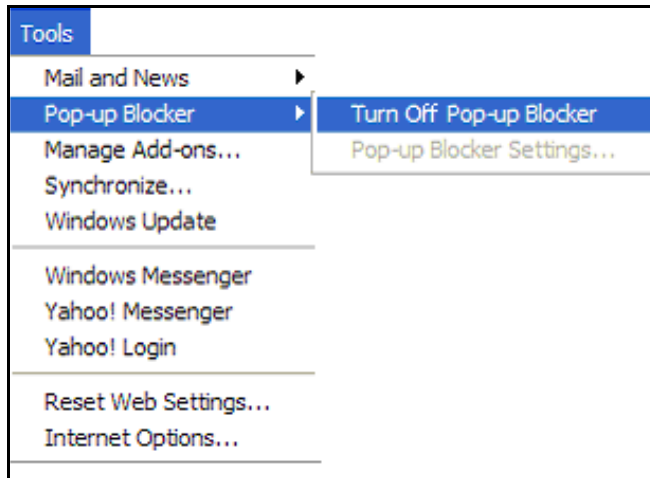 Tools
Mail and News
Pop-up Blocker
Turn Off Pop-up Blocker
Manage Add-ons...
Pop-up Blocker Settings...
Synchronize...
Windows Update
Windows Messenger
Yahoo! Messenger
Yahoo! Login
Reset Web Settings...
Internet Options...